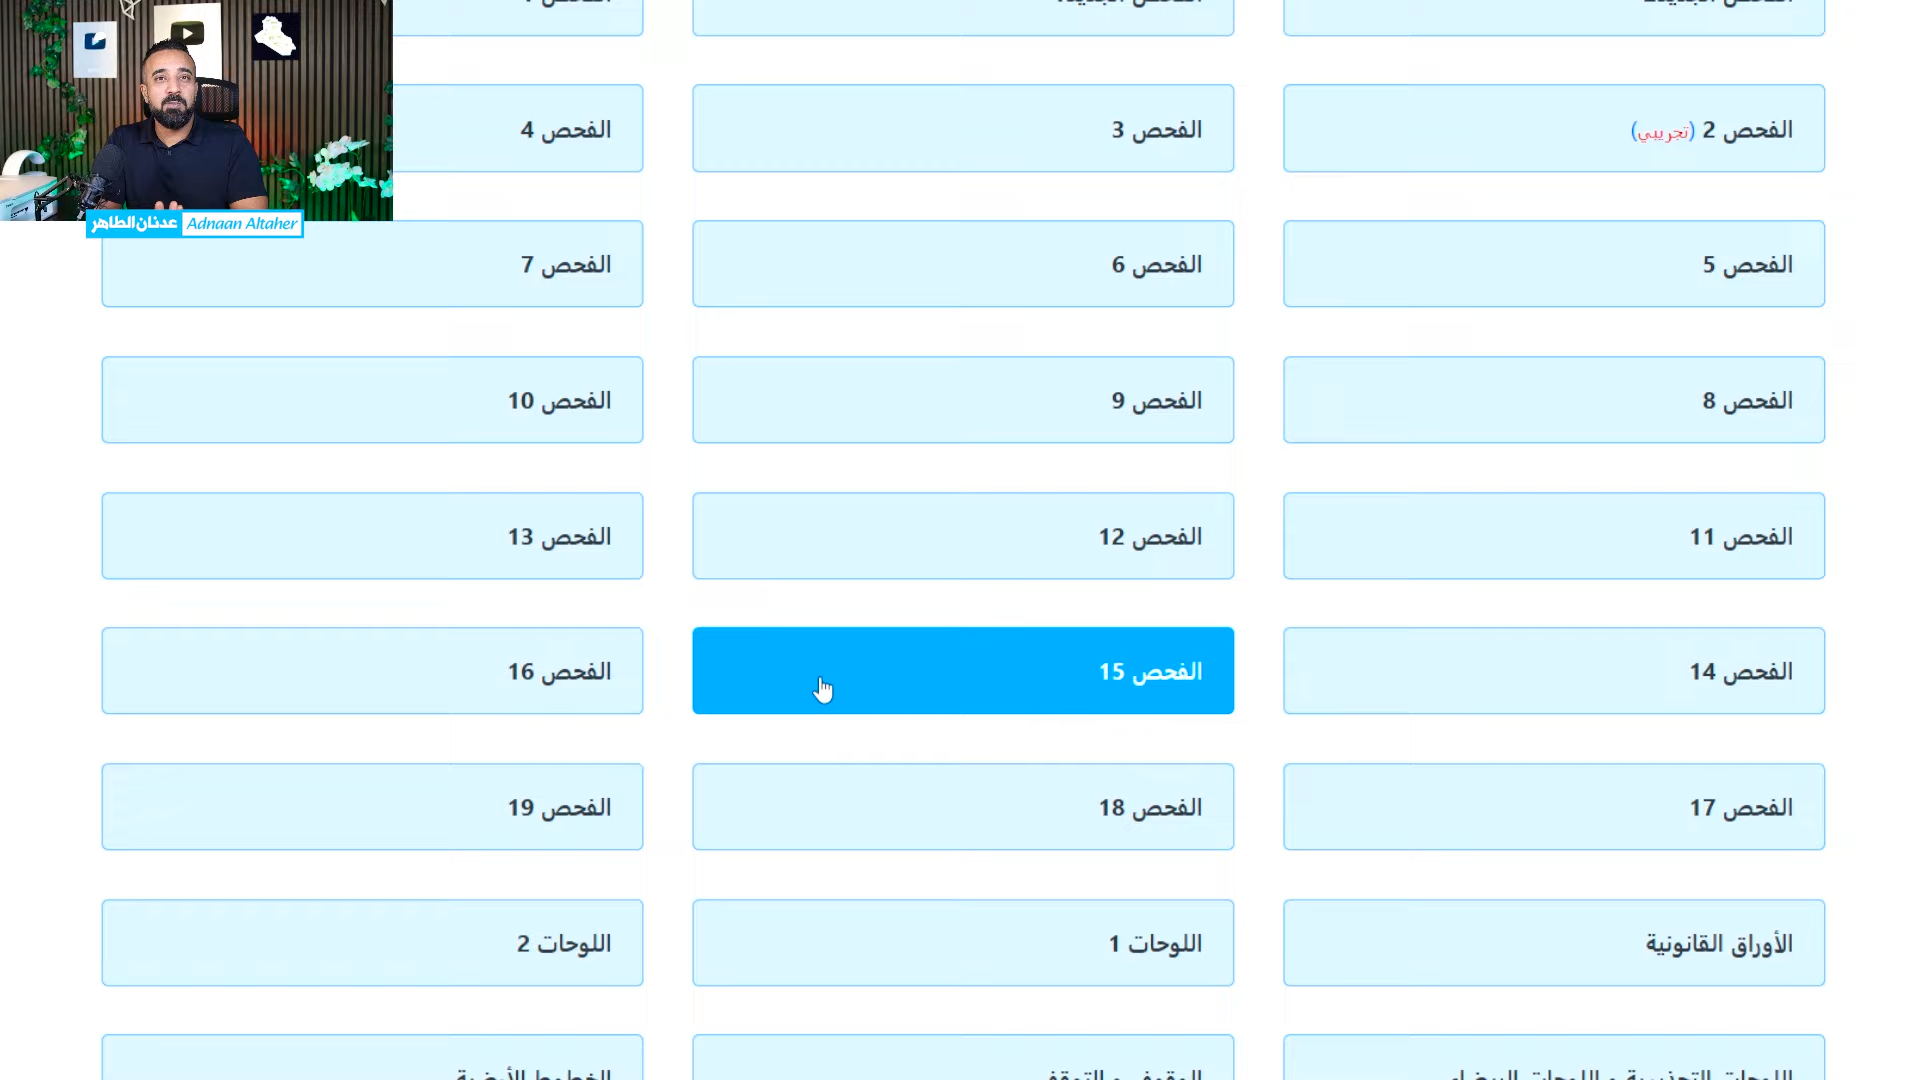 عدنان الطاهر Adnaan Altaher
الفحص 2 (تجريبي)
الفحص 3
الفحص 4
الفحص 5
الفحص 6
الفحص 7
الفحص 8
الفحص 9
الفحص 10
الفحص 11
الفحص 12
الفحص 13
الفحص 14
الفحص 15
الفحص 16
الفحص 17
الفحص 18
الفحص 19
الأوراق القانونية
اللوحات 1
اللوحات 2
الخطوط الأرضية